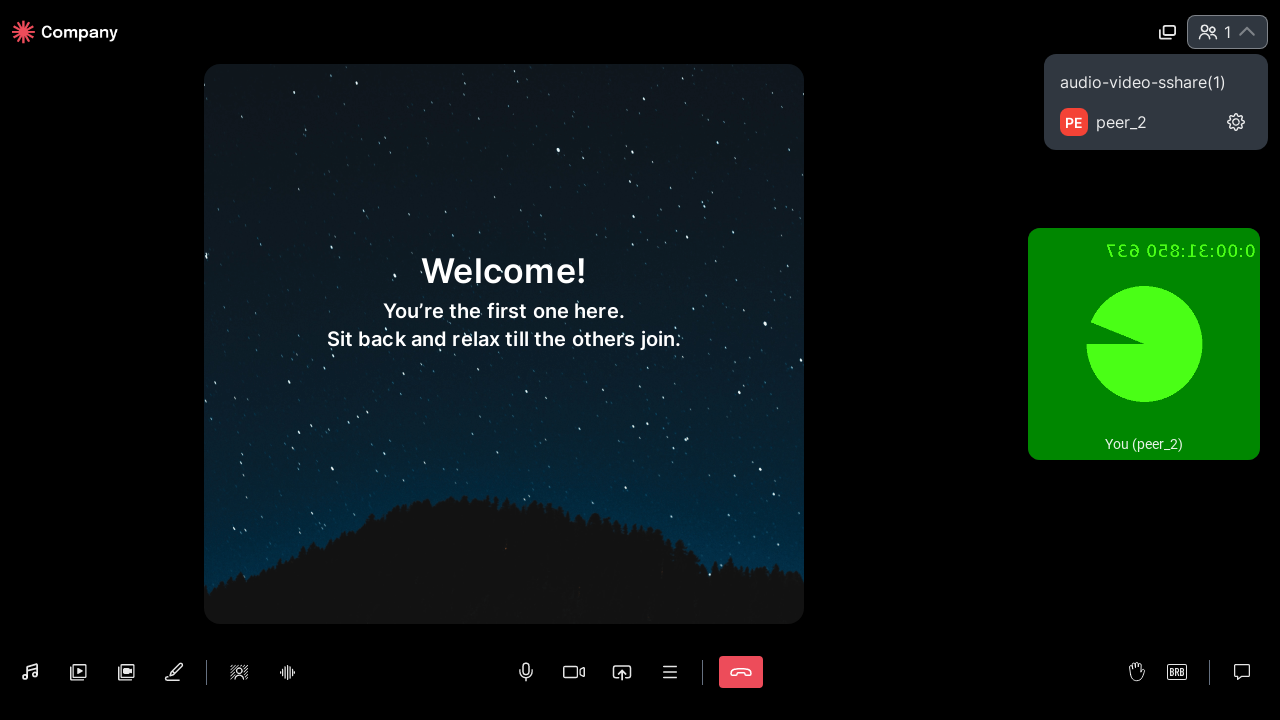 Company
1
audio-video-sshare(1)
PE peer_2
0:00:31:850 637
Welcome!
You’re the first one here.
Sit back and relax till the others join.
You (peer_2)
BRB